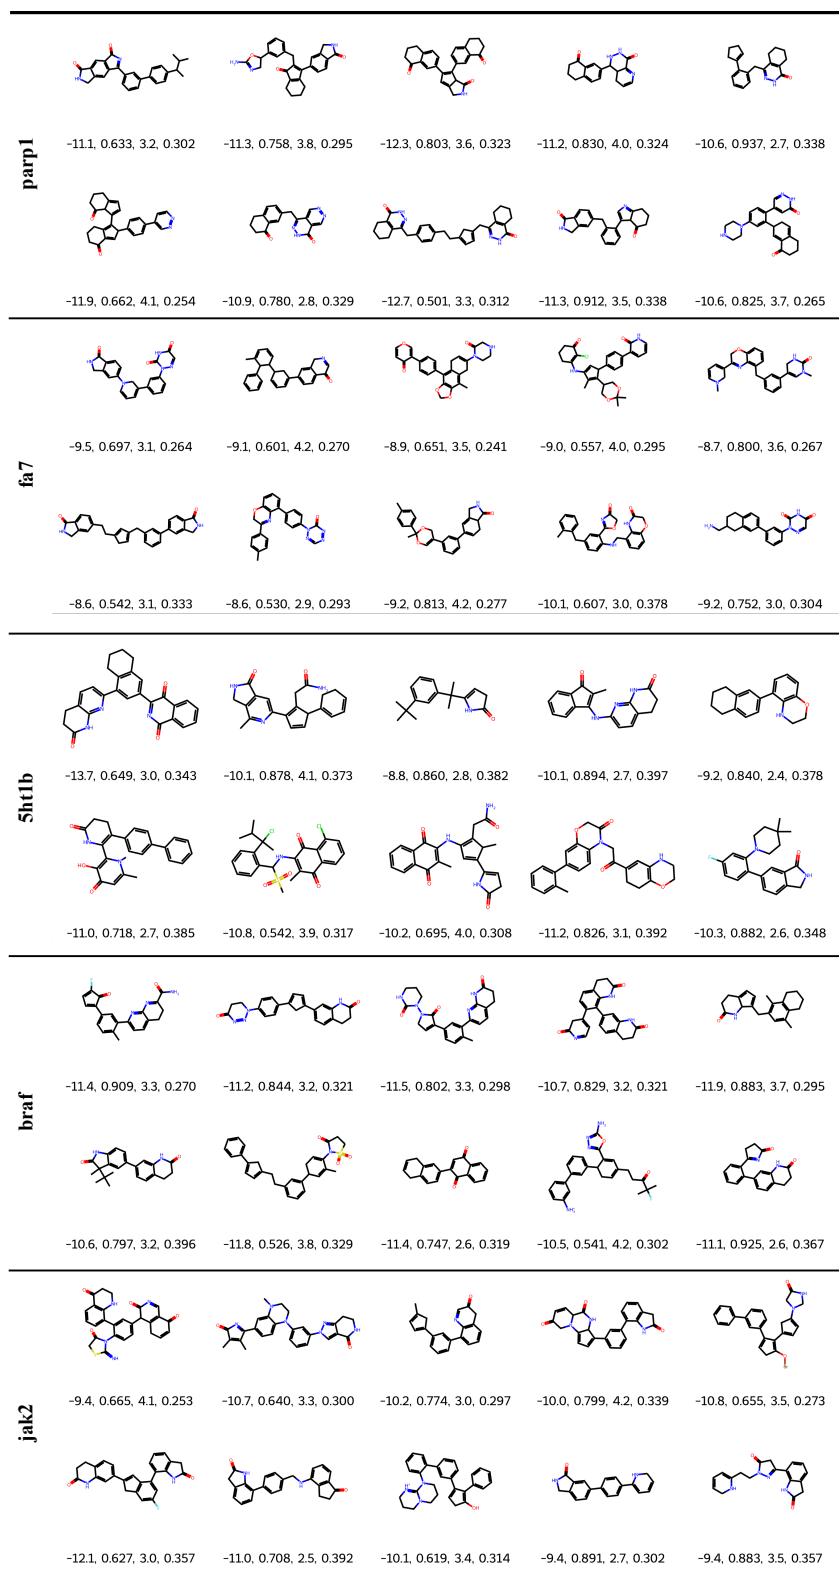 parp1
-11.1, 0.633, 3.2, 0.302
-11.3, 0.758, 3.8, 0.295
-12.3, 0.803, 3.6, 0.323
-11.2, 0.830, 4.0, 0.324
-10.6, 0.937, 2.7, 0.338
-11.9, 0.662, 4.1, 0.254
-10.9, 0.780, 2.8, 0.329
-12.7, 0.501, 3.3, 0.312
-11.3, 0.912, 3.5, 0.338
-10.6, 0.825, 3.7, 0.265
fa7
-9.5, 0.697, 3.1, 0.264
-9.1, 0.601, 4.2, 0.270
-8.9, 0.651, 3.5, 0.241
-9.0, 0.557, 4.0, 0.295
-8.7, 0.800, 3.6, 0.267
-8.6, 0.542, 3.1, 0.333
-8.6, 0.530, 2.9, 0.293
-9.2, 0.813, 4.2, 0.277
-10.1, 0.607, 3.0, 0.378
-9.2, 0.752, 3.0, 0.304
5ht1b
-13.7, 0.649, 3.0, 0.343
-10.1, 0.878, 4.1, 0.373
-8.8, 0.860, 2.8, 0.382
-10.1, 0.894, 2.7, 0.397
-9.2, 0.840, 2.4, 0.378
-11.0, 0.718, 2.7, 0.385
-10.8, 0.542, 3.9, 0.317
-10.2, 0.695, 4.0, 0.308
-11.2, 0.826, 3.1, 0.392
-10.3, 0.882, 2.6, 0.348
braf
-11.4, 0.909, 3.3, 0.270
-11.2, 0.844, 3.2, 0.321
-11.5, 0.802, 3.3, 0.298
-10.7, 0.829, 3.2, 0.321
-11.9, 0.883, 3.7, 0.295
-10.6, 0.797, 3.2, 0.396
-11.8, 0.526, 3.8, 0.329
-11.4, 0.747, 2.6, 0.319
-10.5, 0.541, 4.2, 0.302
-11.1, 0.925, 2.6, 0.367
jak2
-9.4, 0.665, 4.1, 0.253
-10.7, 0.640, 3.3, 0.300
-10.2, 0.774, 3.0, 0.297
-10.0, 0.799, 4.2, 0.339
-10.8, 0.655, 3.5, 0.273
-12.1, 0.627, 3.0, 0.357
-11.0, 0.708, 2.5, 0.392
-10.1, 0.619, 3.4, 0.314
-9.4, 0.891, 2.7, 0.302
-9.4, 0.883, 3.5, 0.357